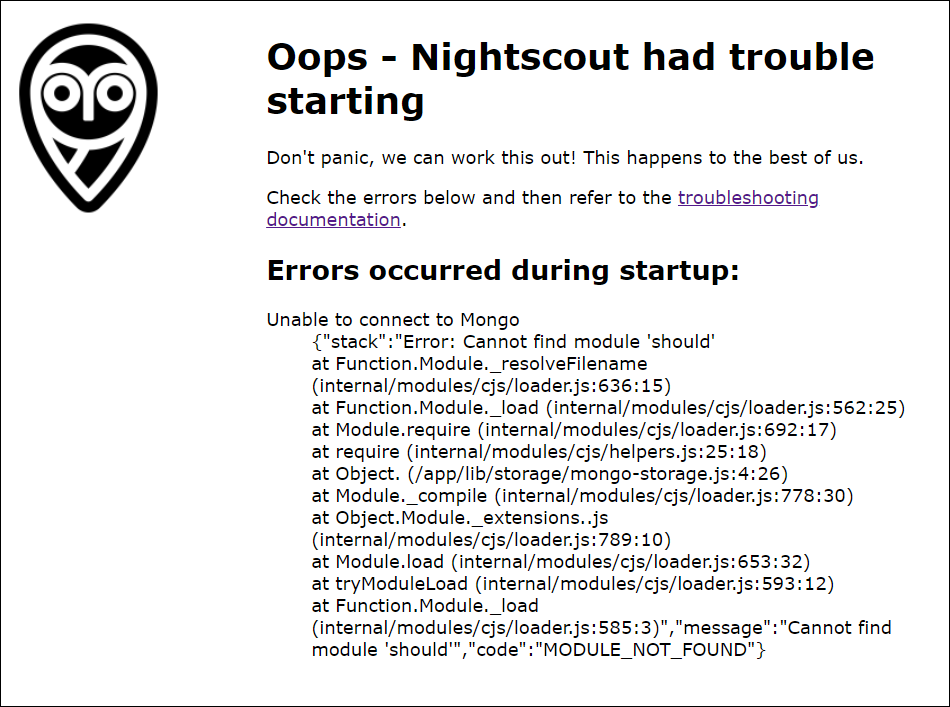 Oops - Nightscout had trouble
starting
Don't panic, we can work this out! This happens to the best of us.
Check the errors below and then refer to the troubleshooting
documentation.
Errors occurred during startup:
Unable to connect to Mongo
{"stack":"Error: Cannot find module 'should'
at Function.Module._resolveFilename
(internal/modules/cjs/loader.js:636:15)
at Function.Module._load (internal/modules/cjs/loader.js:562:25)
at Module.require (internal/modules/cjs/loader.js:692:17)
at require (internal/modules/cjs/helpers.js:25:18)
at Object. (/app/lib/storage/mongo-storage.js:4:26)
at Module._compile (internal/modules/cjs/loader.js:778:30)
at Object.Module._extensions..js
(internal/modules/cjs/loader.js:789:10)
at Module.load (internal/modules/cjs/loader.js:653:32)
at tryModuleLoad (internal/modules/cjs/loader.js:593:12)
at Function.Module._load
(internal/modules/cjs/loader.js:585:3)","message":"Cannot find
module 'should'","code":"MODULE_NOT_FOUND"}